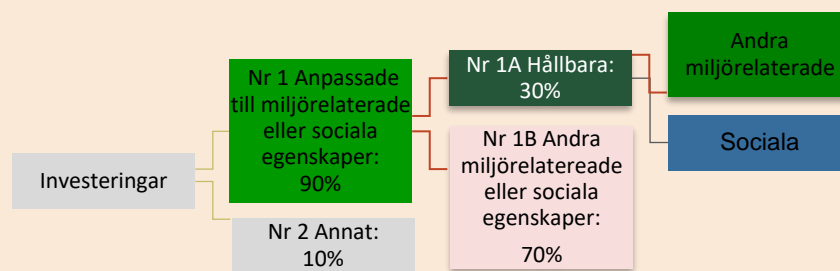 Investeringar
Nr 1 Anpassade
till miljörelaterade
eller sociala
egenskaper:
90%
Nr 2 Annat:
10%
Nr 1A Hållbara:
30%
Nr 1B Andra
miljörelatereade
eller sociala
egenskaper:
70%
Andra
miljörelaterade
Sociala